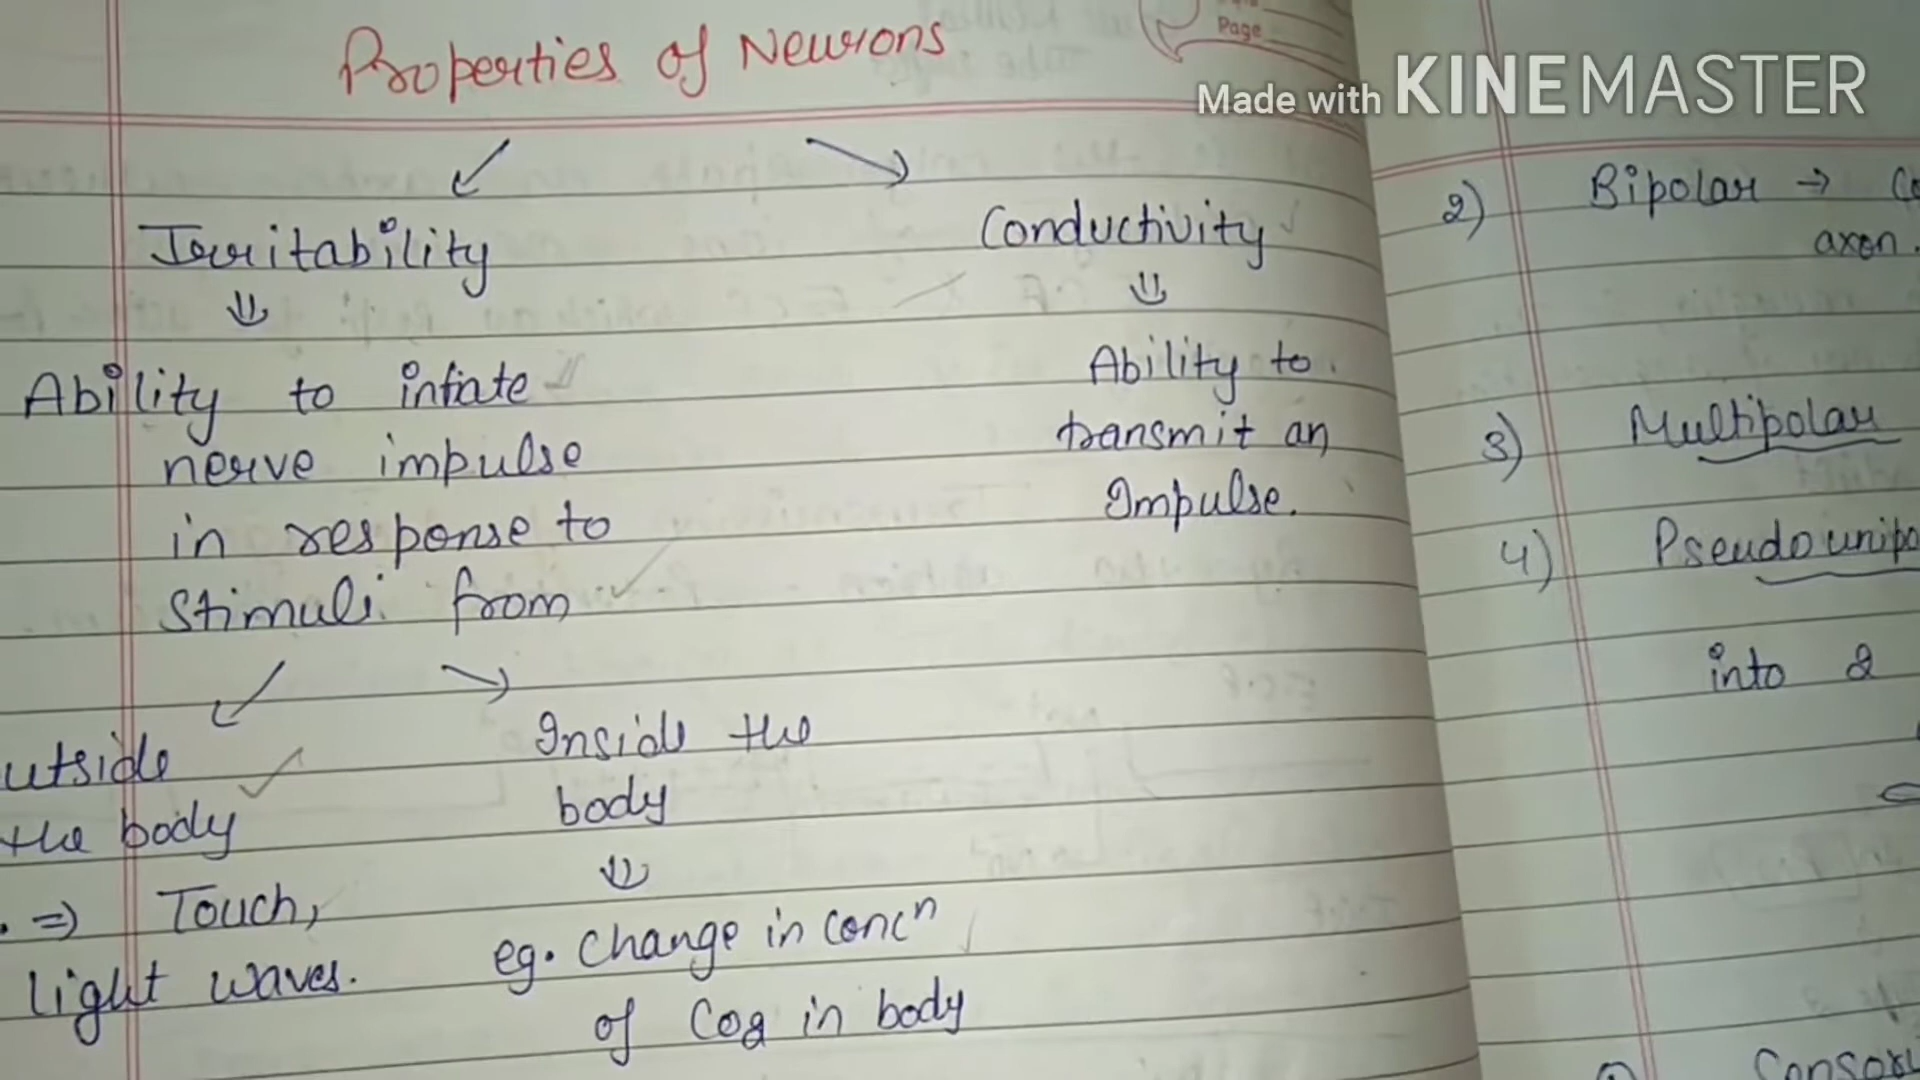 Properties of Neurons
Page
Made with KINEMASTER
Irritability
Conductivity
Ability to intiate
nerve impulse
in response to
stimuli from
Ability to
transmit an
Impulse.
utside
the body
. ⇒ Touch,
light waves.
Inside the
body
eg. change in concⁿ
of Co2 in body
2) Bipolar →
axon.
3) Multipolar
4) Pseudounipo
into 2